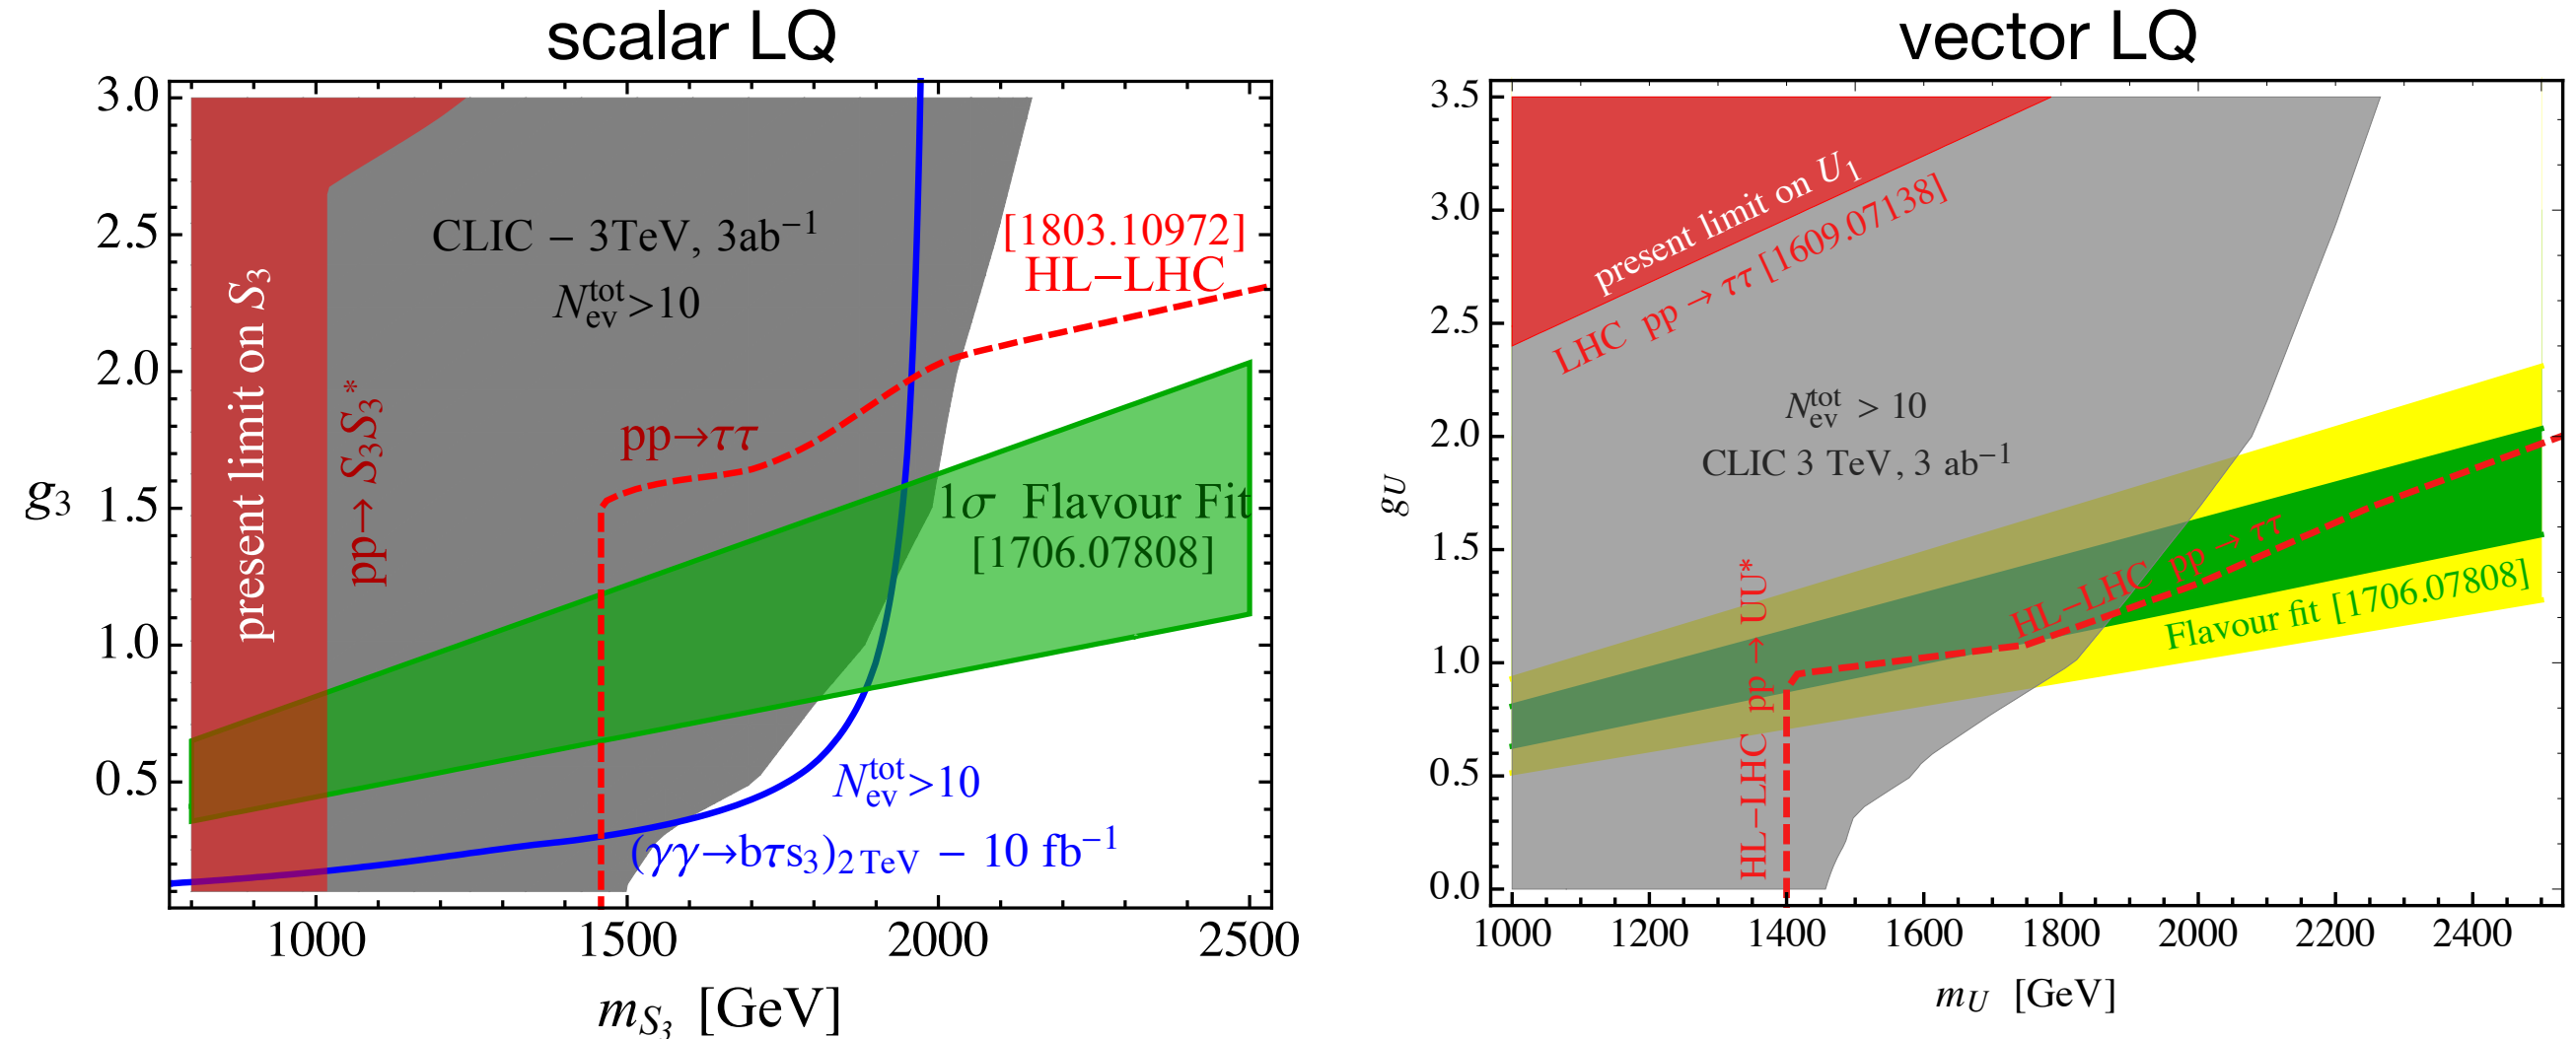 scalar LQ
3.0
2.5
2.0
1.5
1.0
0.5
g3
present limit on S3
pp→ S3S3*
CLIC − 3TeV, 3ab−1
Nevtot>10
[1803.10972]
HL−LHC
pp→ττ
1σ Flavour Fit
[1706.07808]
Nevtot>10
(γγ→bτs3)2 TeV − 10 fb−1
1000
1500
2000
2500
mS3 [GeV]
vector LQ
3.5
3.0
2.5
2.0
1.5
1.0
0.5
0.0
gU
present limit on U1
LHC pp → ττ [1609.07138]
Nevtot > 10
CLIC 3 TeV, 3 ab−1
HL−LHC pp → UU*
HL−LHC pp → ττ
Flavour fit [1706.07808]
1000
1200
1400
1600
1800
2000
2200
2400
mU [GeV]